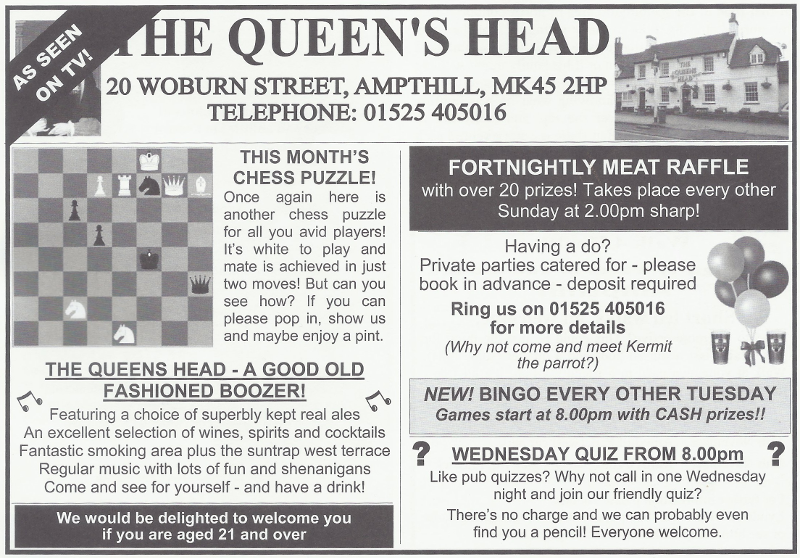 AS SEEN
ON TV!
THE QUEEN'S HEAD
20 WOBURN STREET, AMPTHILL, MK45 2HP
TELEPHONE: 01525 405016
THIS MONTH'S
CHESS PUZZLE!
Once again here is
another chess puzzle
for all you avid players!
It's white to play and
mate is achieved in just
two moves! But can you
see how? If you can
please pop in, show us
and maybe enjoy a pint.
THE QUEENS HEAD - A GOOD OLD
FASHIONED BOOZER!
Featuring a choice of superbly kept real ales
An excellent selection of wines, spirits and cocktails
Fantastic smoking area plus the suntrap west terrace
Regular music with lots of fun and shenanigans
Come and see for yourself - and have a drink!
We would be delighted to welcome you
if you are aged 21 and over
FORTNIGHTLY MEAT RAFFLE
with over 20 prizes! Takes place every other
Sunday at 2.00pm sharp!
Having a do?
Private parties catered for - please
book in advance - deposit required
Ring us on 01525 405016
for more details
(Why not come and meet Kermit
the parrot?)
NEW! BINGO EVERY OTHER TUESDAY
Games start at 8.00pm with CASH prizes!!
? WEDNESDAY QUIZ FROM 8.00pm ?
Like pub quizzes? Why not call in one Wednesday
night and join our friendly quiz?
There's no charge and we can probably even
find you a pencil! Everyone welcome.